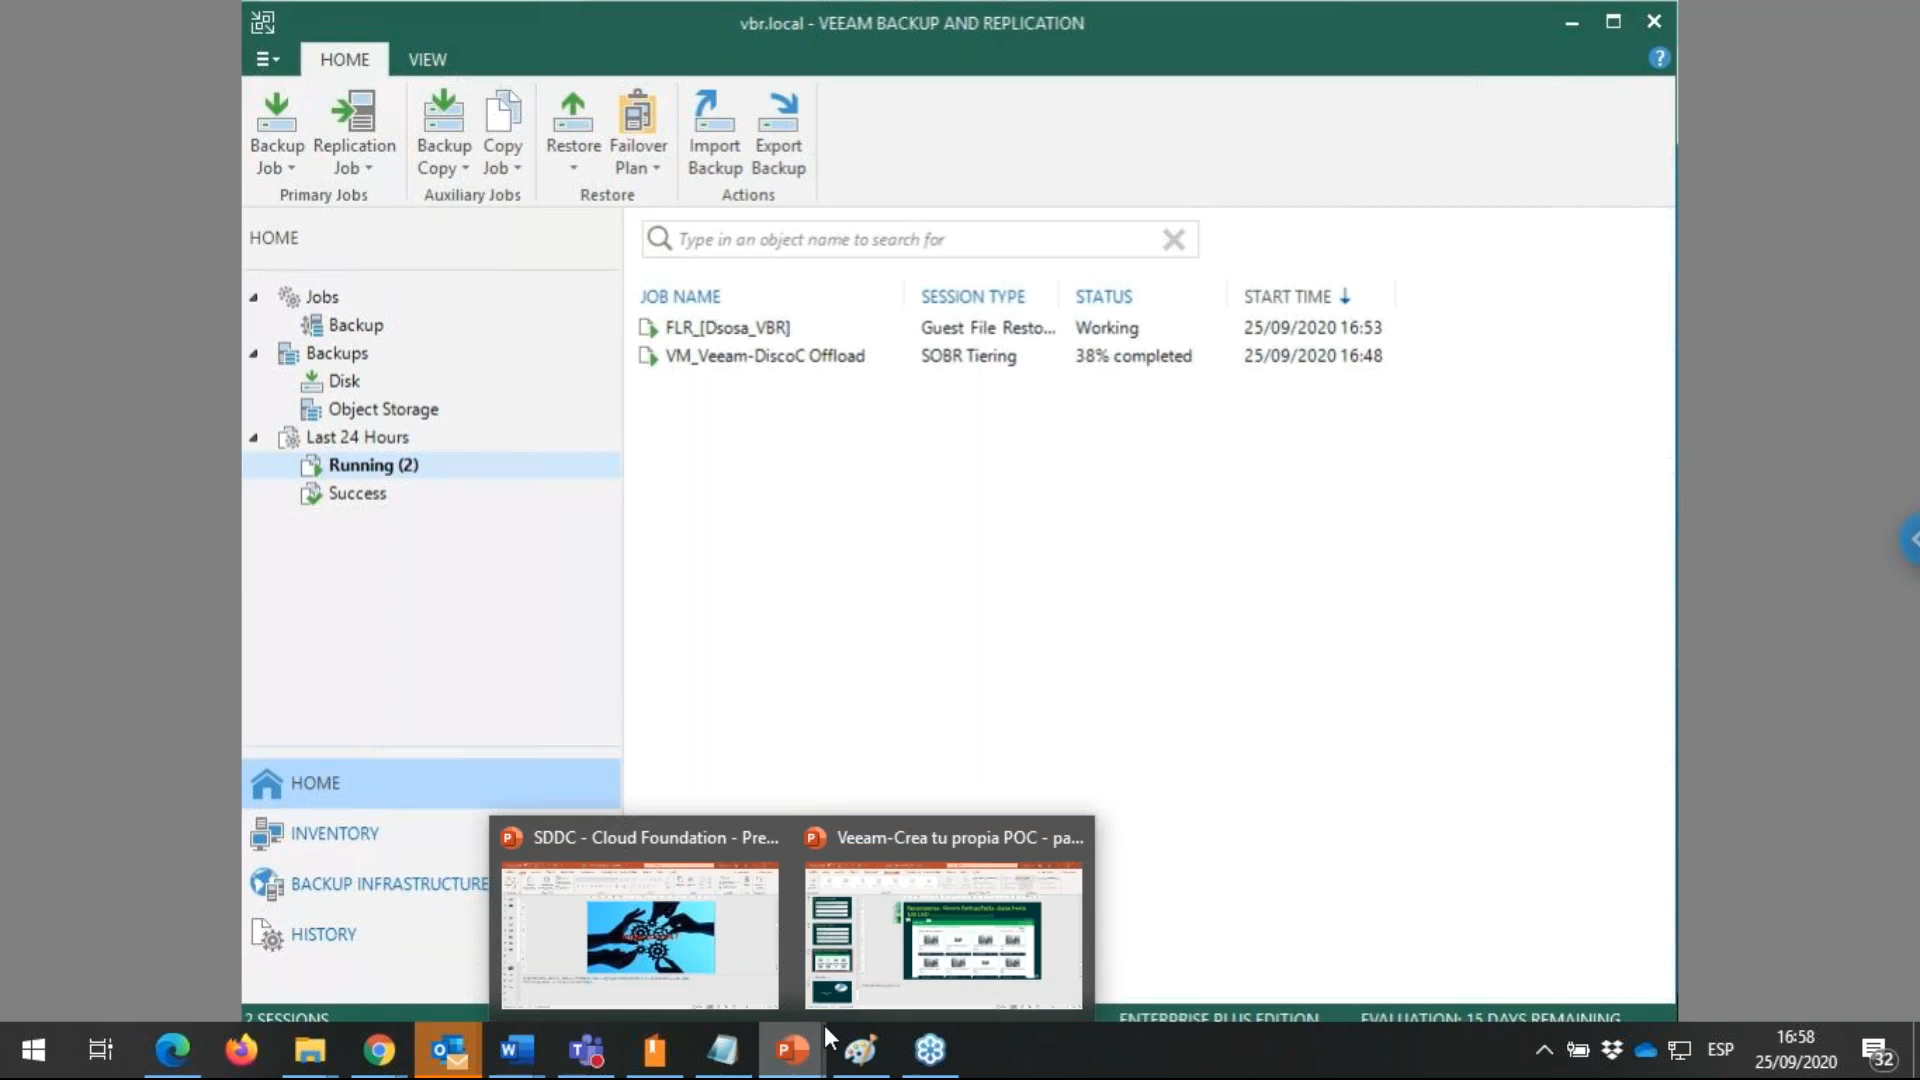 vbr.local - VEEAM BACKUP AND REPLICATION
HOME VIEW
Backup Job
Replication Job
Primary Jobs
Backup Copy
Copy Job
Auxiliary Jobs
Restore
Failover Plan
Restore
Import Backup
Export Backup
Actions
HOME
Jobs
Backup
Backups
Disk
Object Storage
Last 24 Hours
Running (2)
Success
Type in an object name to search for
JOB NAME SESSION TYPE STATUS START TIME
FLR_[Dsosa_VBR] Guest File Resto... Working 25/09/2020 16:53
VM_Veeam-DiscoC Offload SOBR Tiering 38% completed 25/09/2020 16:48
HOME
INVENTORY
BACKUP INFRASTRUCTURE
HISTORY
SDDC - Cloud Foundation - Pre...
Veeam-Crea tu propia POC - pa...
2 SESSIONS
ENTERPRISE PLUS EDITION
EVALUATION: 15 DAYS REMAINING
ESP
16:58
25/09/2020
32